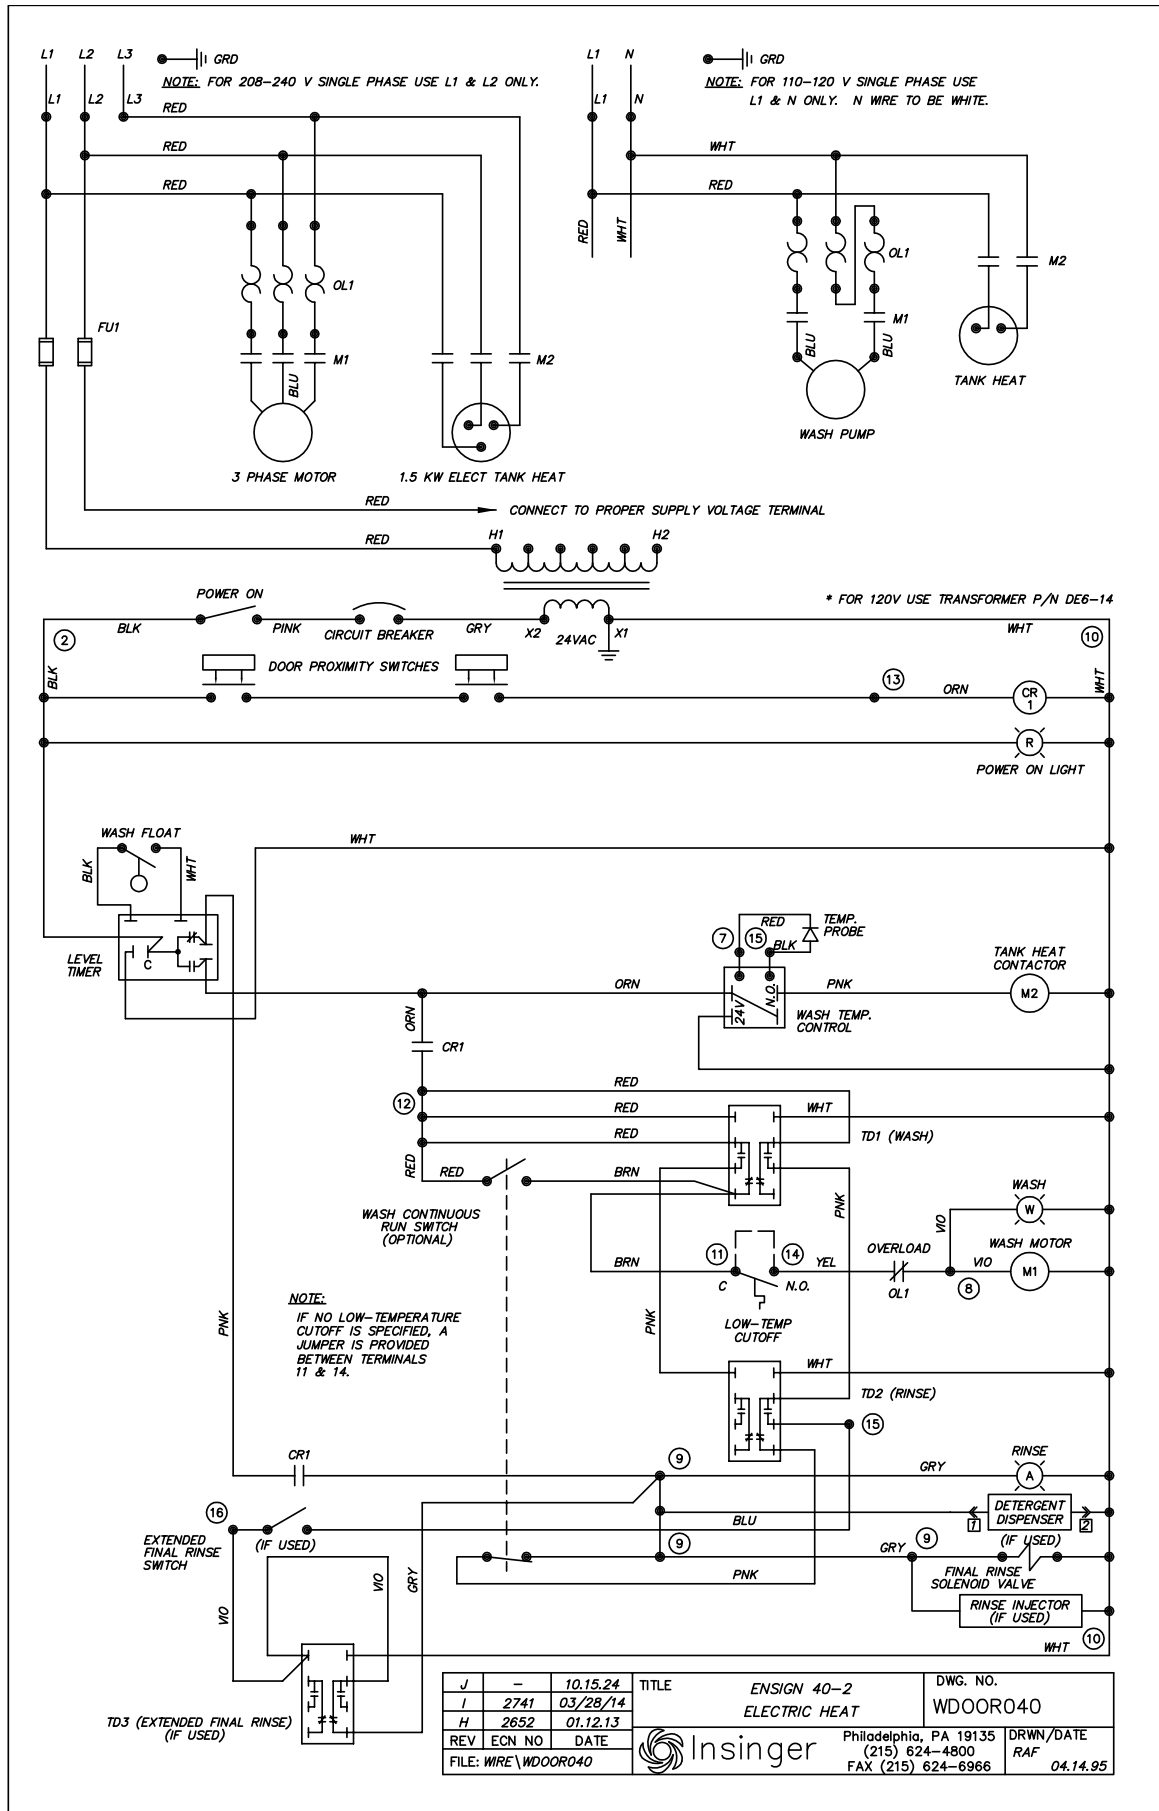 L1 L2 L3 GRD
NOTE: FOR 208-240 V SINGLE PHASE USE L1 & L2 ONLY.
L1 L2 L3
RED
RED
RED
OL1
FU1
M1
M2
BLU
3 PHASE MOTOR
1.5 KW ELECT TANK HEAT
L1 N GRD
NOTE: FOR 110-120 V SINGLE PHASE USE
L1 & N ONLY. N WIRE TO BE WHITE.
L1 N
WHT
RED
RED
WHT
OL1
M2
M1
BLU
BLU
TANK HEAT
WASH PUMP
RED
CONNECT TO PROPER SUPPLY VOLTAGE TERMINAL
RED
H1
H2
POWER ON
* FOR 120V USE TRANSFORMER P/N DE6-14
2
BLK
PINK
CIRCUIT BREAKER
GRY
X2
24VAC
X1
WHT
10
BLK
DOOR PROXIMITY SWITCHES
13
ORN
CR
1
WHT
R
POWER ON LIGHT
WASH FLOAT
WHT
BLK
WHT
LEVEL
TIMER
C
7
15
RED
BLK
TEMP.
PROBE
TANK HEAT
CONTACTOR
ORN
PNK
M2
24V
N.O.
WASH TEMP.
CONTROL
ORN
CR1
RED
12
RED
WHT
RED
TD1 (WASH)
RED
RED
BRN
WASH CONTINUOUS
RUN SWITCH
(OPTIONAL)
PNK
WASH
W
VIO
11
14
OVERLOAD
WASH MOTOR
BRN
YEL
VIO
M1
C
N.O.
OL1
8
LOW-TEMP
CUTOFF
NOTE:
IF NO LOW-TEMPERATURE
CUTOFF IS SPECIFIED, A
JUMPER IS PROVIDED
BETWEEN TERMINALS
11 & 14.
PNK
PNK
WHT
TD2 (RINSE)
15
CR1
9
GRY
RINSE
A
16
BLU
1
DETERGENT
DISPENSER
2
(IF USED)
EXTENDED
FINAL RINSE
SWITCH
(IF USED)
9
GRY
9
FINAL RINSE
SOLENOID VALVE
PNK
VIO
VIO
GRY
RINSE INJECTOR
(IF USED)
WHT
10
TD3 (EXTENDED FINAL RINSE)
(IF USED)
J - 10.15.24
I 2741 03/28/14
H 2652 01.12.13
REV ECN NO DATE
FILE: WIRE\WDOOR040
TITLE
ENSIGN 40-2
ELECTRIC HEAT
DWG. NO.
WDOOR040
Insinger
Philadelphia, PA 19135
(215) 624-4800
FAX (215) 624-6966
DRWN/DATE
RAF
04.14.95